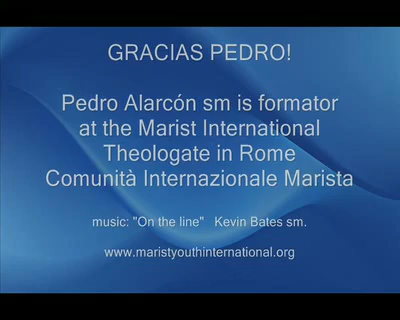 GRACIAS PEDRO!
Pedro Alarcón sm is formator
at the Marist International
Theologate in Rome
Comunità Internazionale Marista
music: "On the line" Kevin Bates sm.
www.maristyouthinternational.org